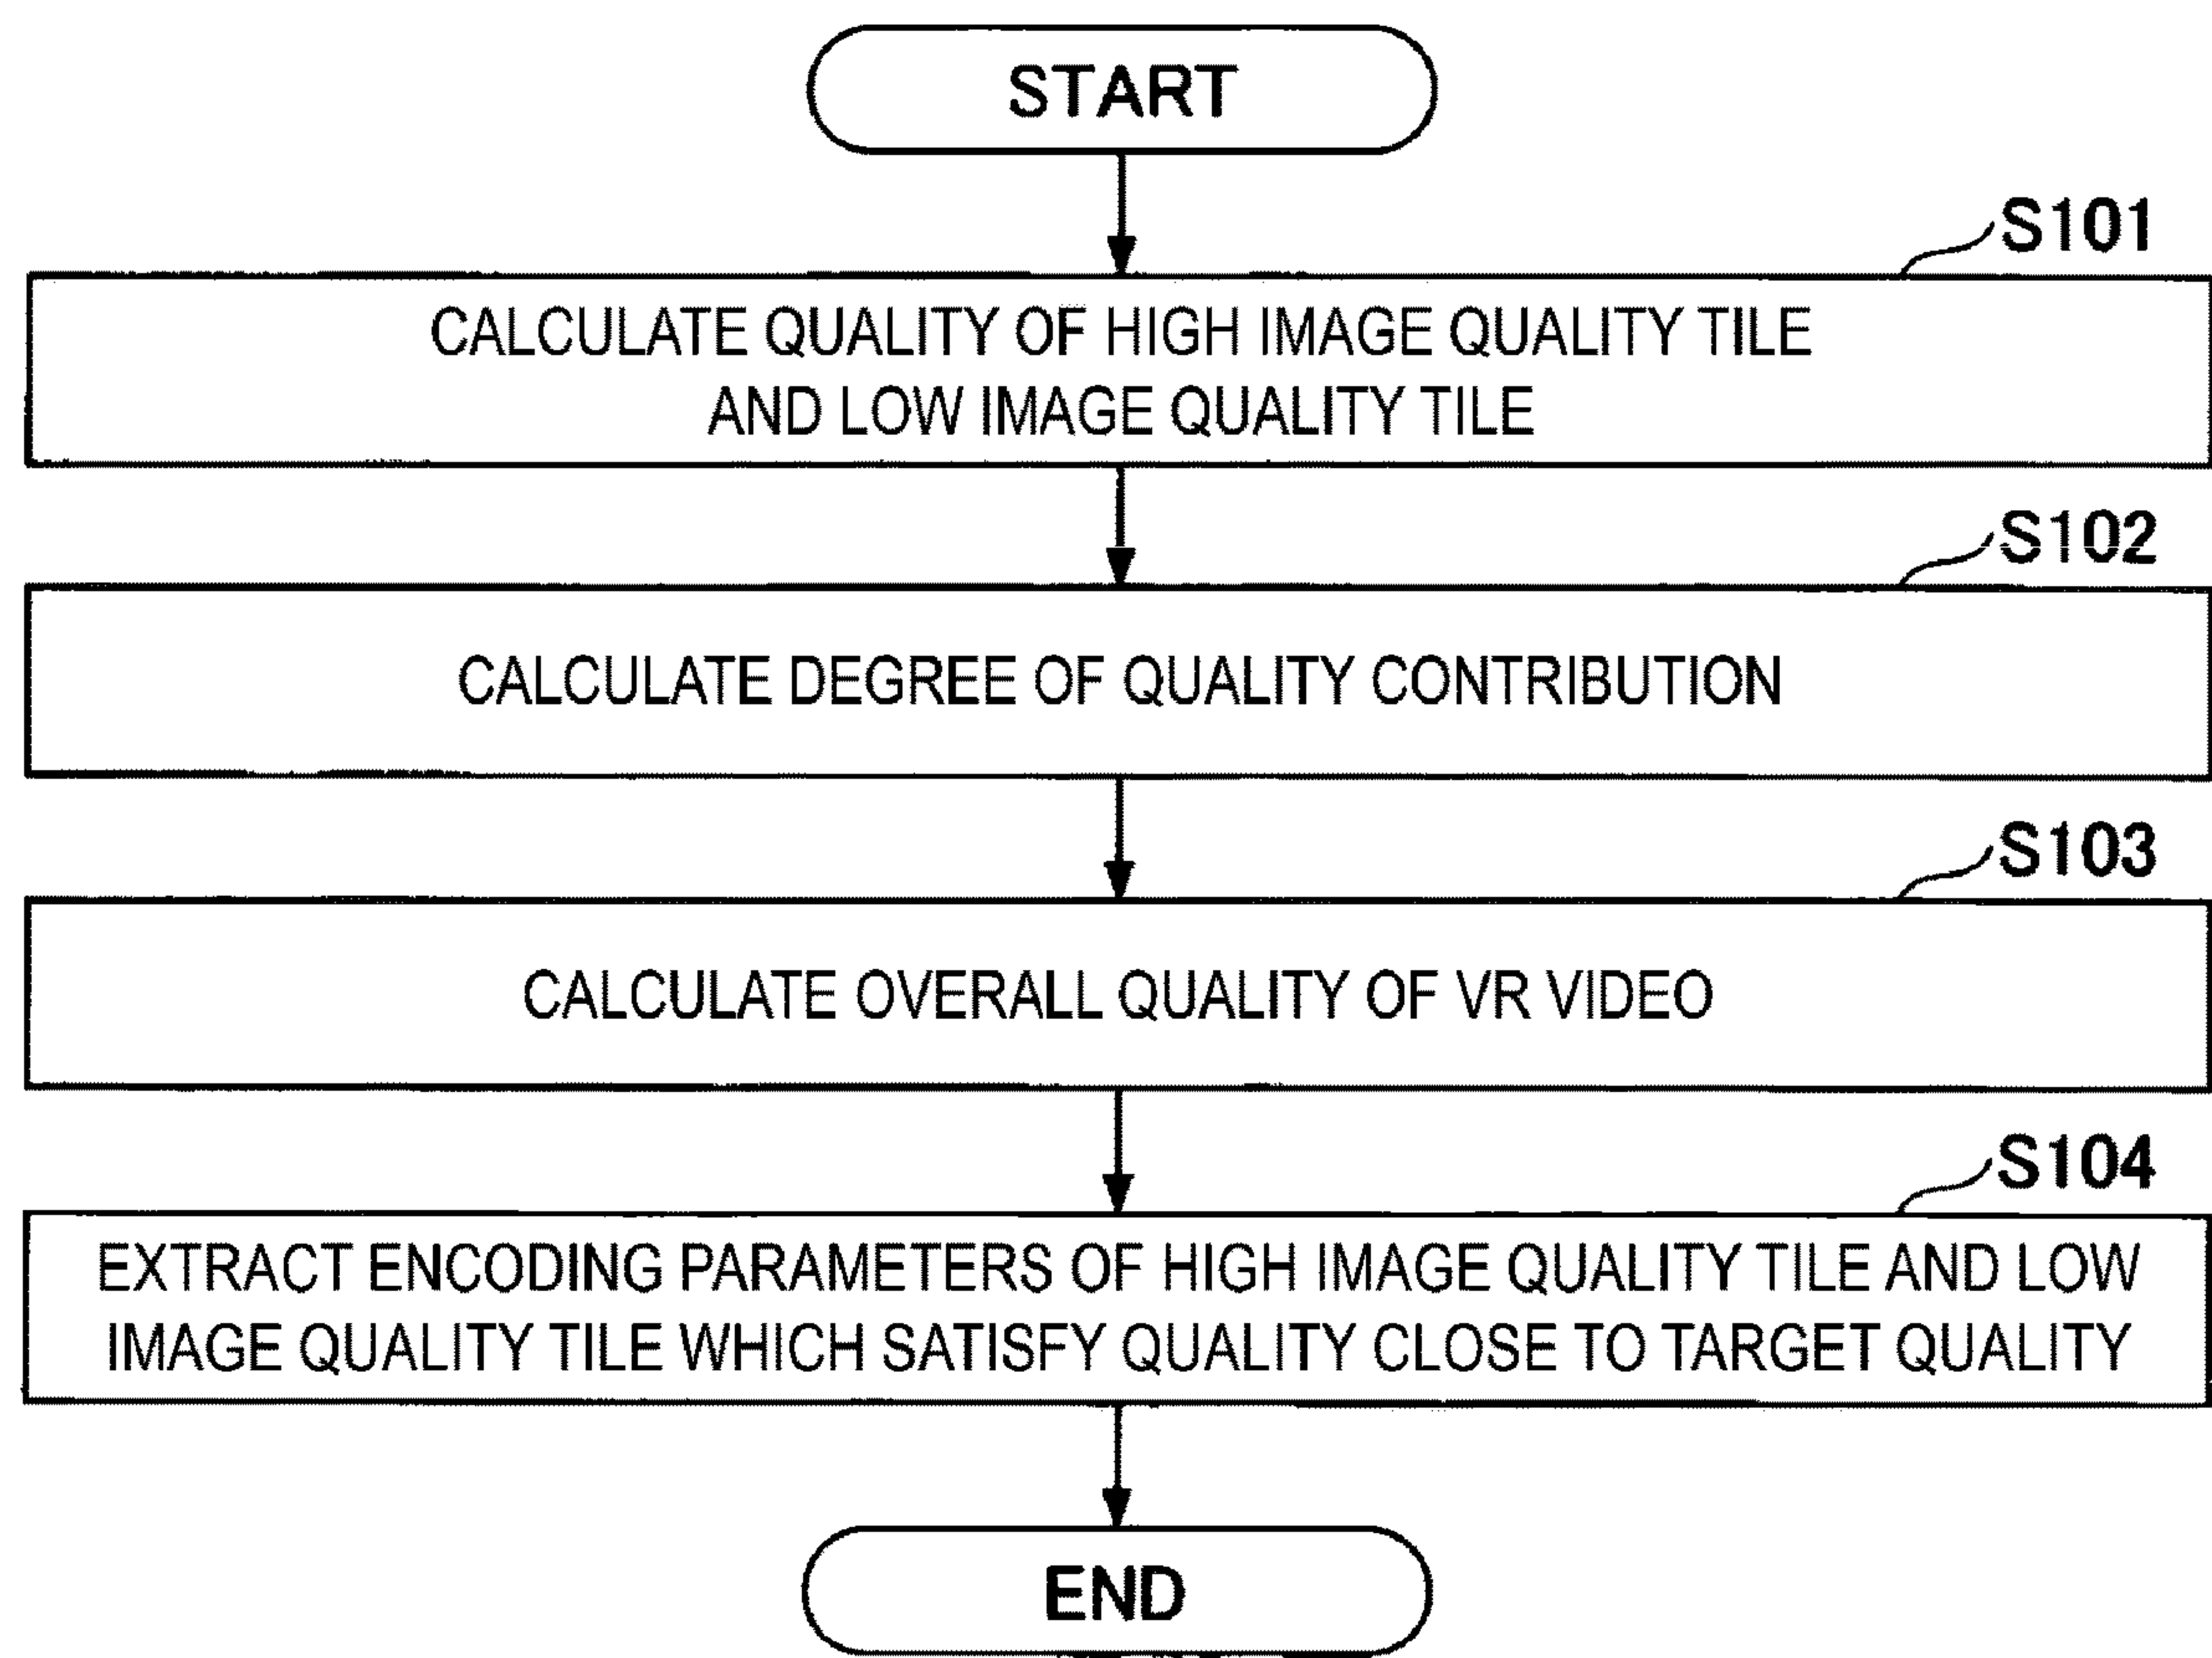 START
S101
CALCULATE QUALITY OF HIGH IMAGE QUALITY TILE
AND LOW IMAGE QUALITY TILE
S102
CALCULATE DEGREE OF QUALITY CONTRIBUTION
S103
CALCULATE OVERALL QUALITY OF VR VIDEO
S104
EXTRACT ENCODING PARAMETERS OF HIGH IMAGE QUALITY TILE AND LOW
IMAGE QUALITY TILE WHICH SATISFY QUALITY CLOSE TO TARGET QUALITY
END